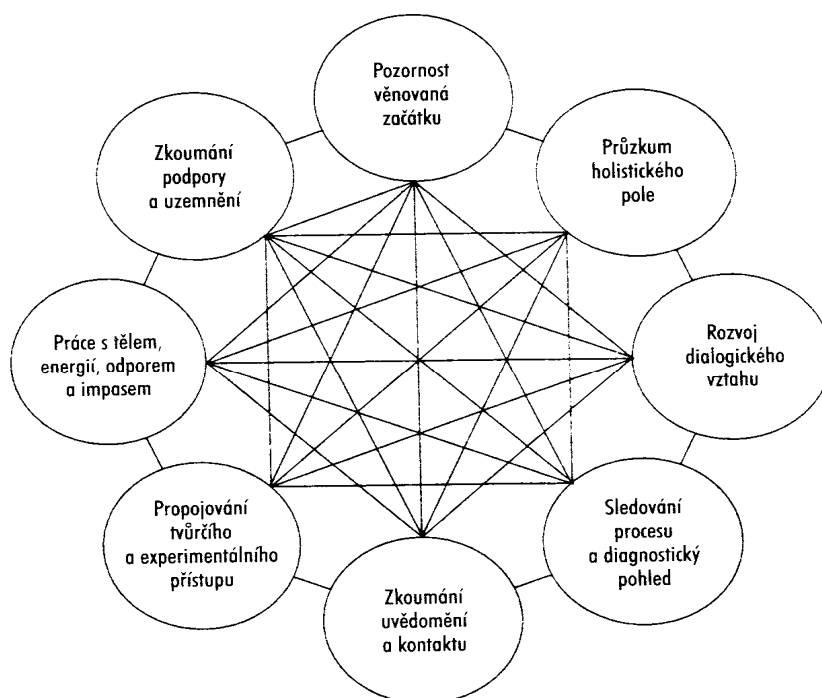 Pozornost
věnovaná
začátku
Průzkum
holistického
pole
Rozvoj
dialogického
vztahu
Sledování
procesu
a diagnostický
pohled
Zkoumání
uvědomění
a kontaktu
Propojování
tvůrčího
a experimentálního
přístupu
Práce s tělem,
energií, odporem
a impasem
Zkoumání
podpory
a uzemnění